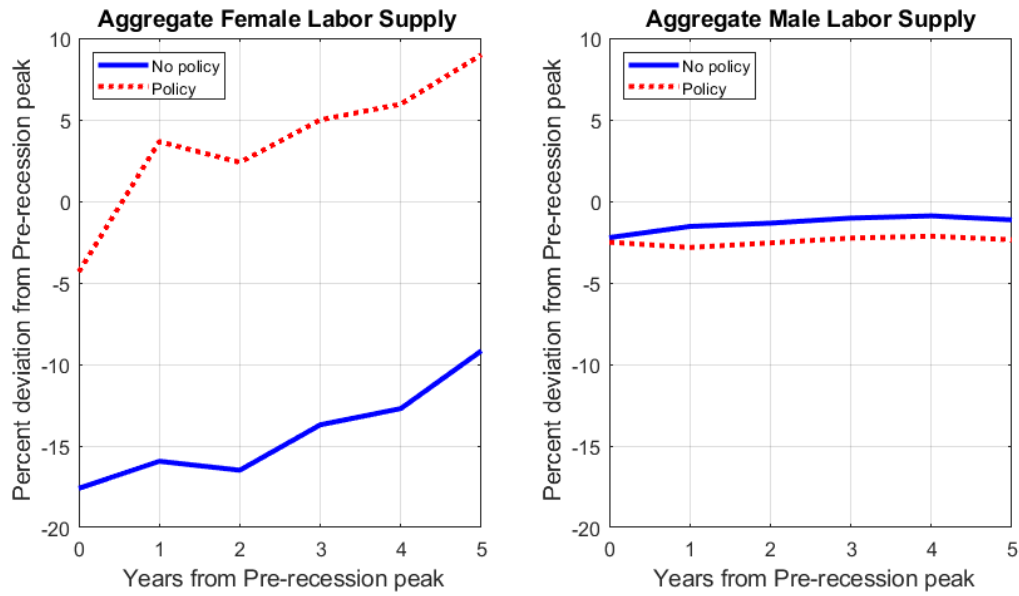 Aggregate Female Labor Supply
Percent deviation from Pre-recession peak
10
5
0
-5
-10
-15
-20
No policy
Policy
0 1 2 3 4 5
Years from Pre-recession peak
Aggregate Male Labor Supply
Percent deviation from Pre-recession peak
10
5
0
-5
-10
-15
-20
No policy
Policy
0 1 2 3 4 5
Years from Pre-recession peak